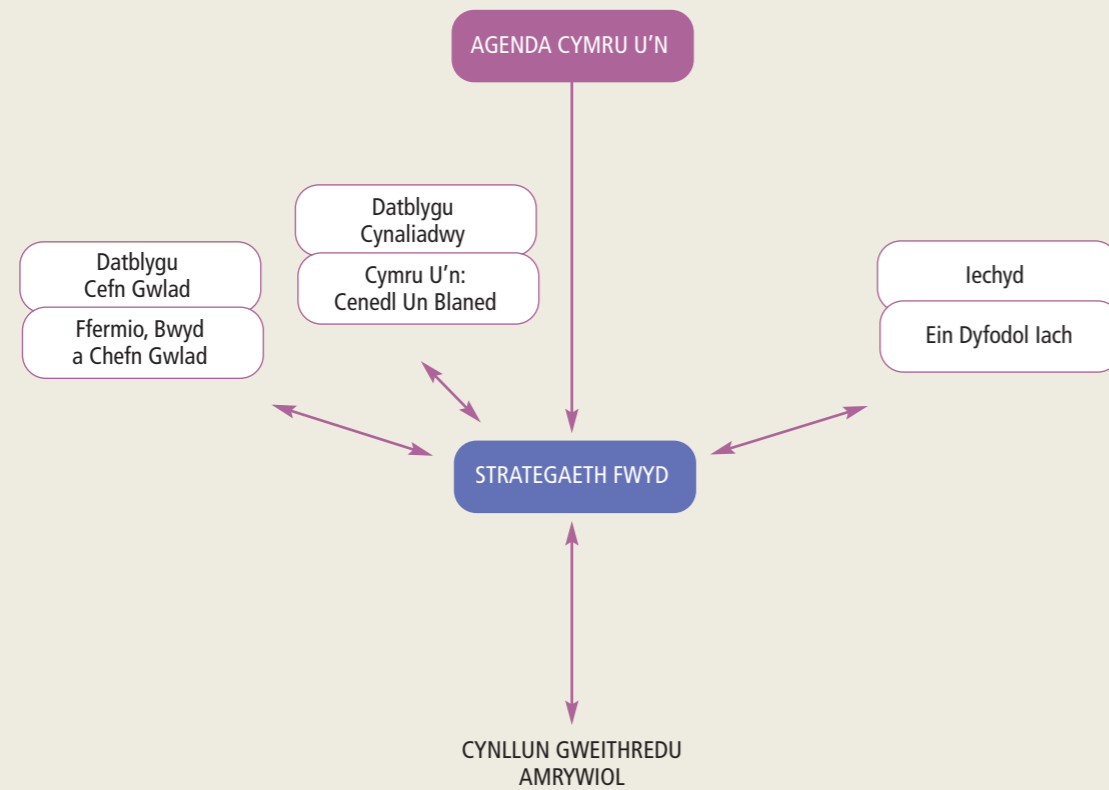 AGENDA CYMRU U'N
Datblygu
Cynaliadwy
Cymru U'n:
Cenedl Un Blaned
Datblygu
Cefn Gwlad
Ffermio, Bwyd
a Chefn Gwlad
Iechyd
Ein Dyfodol Iach
STRATEGAETH FWYD
CYNLLUN GWEITHREDU
AMRYWIOL